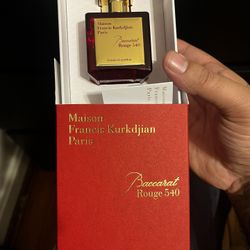 Maison
Francis Kurkdjian
Paris
Baccarat
Rouge 540
Maison
Francis Kurkdjian
Paris
Baccarat
Rouge 540